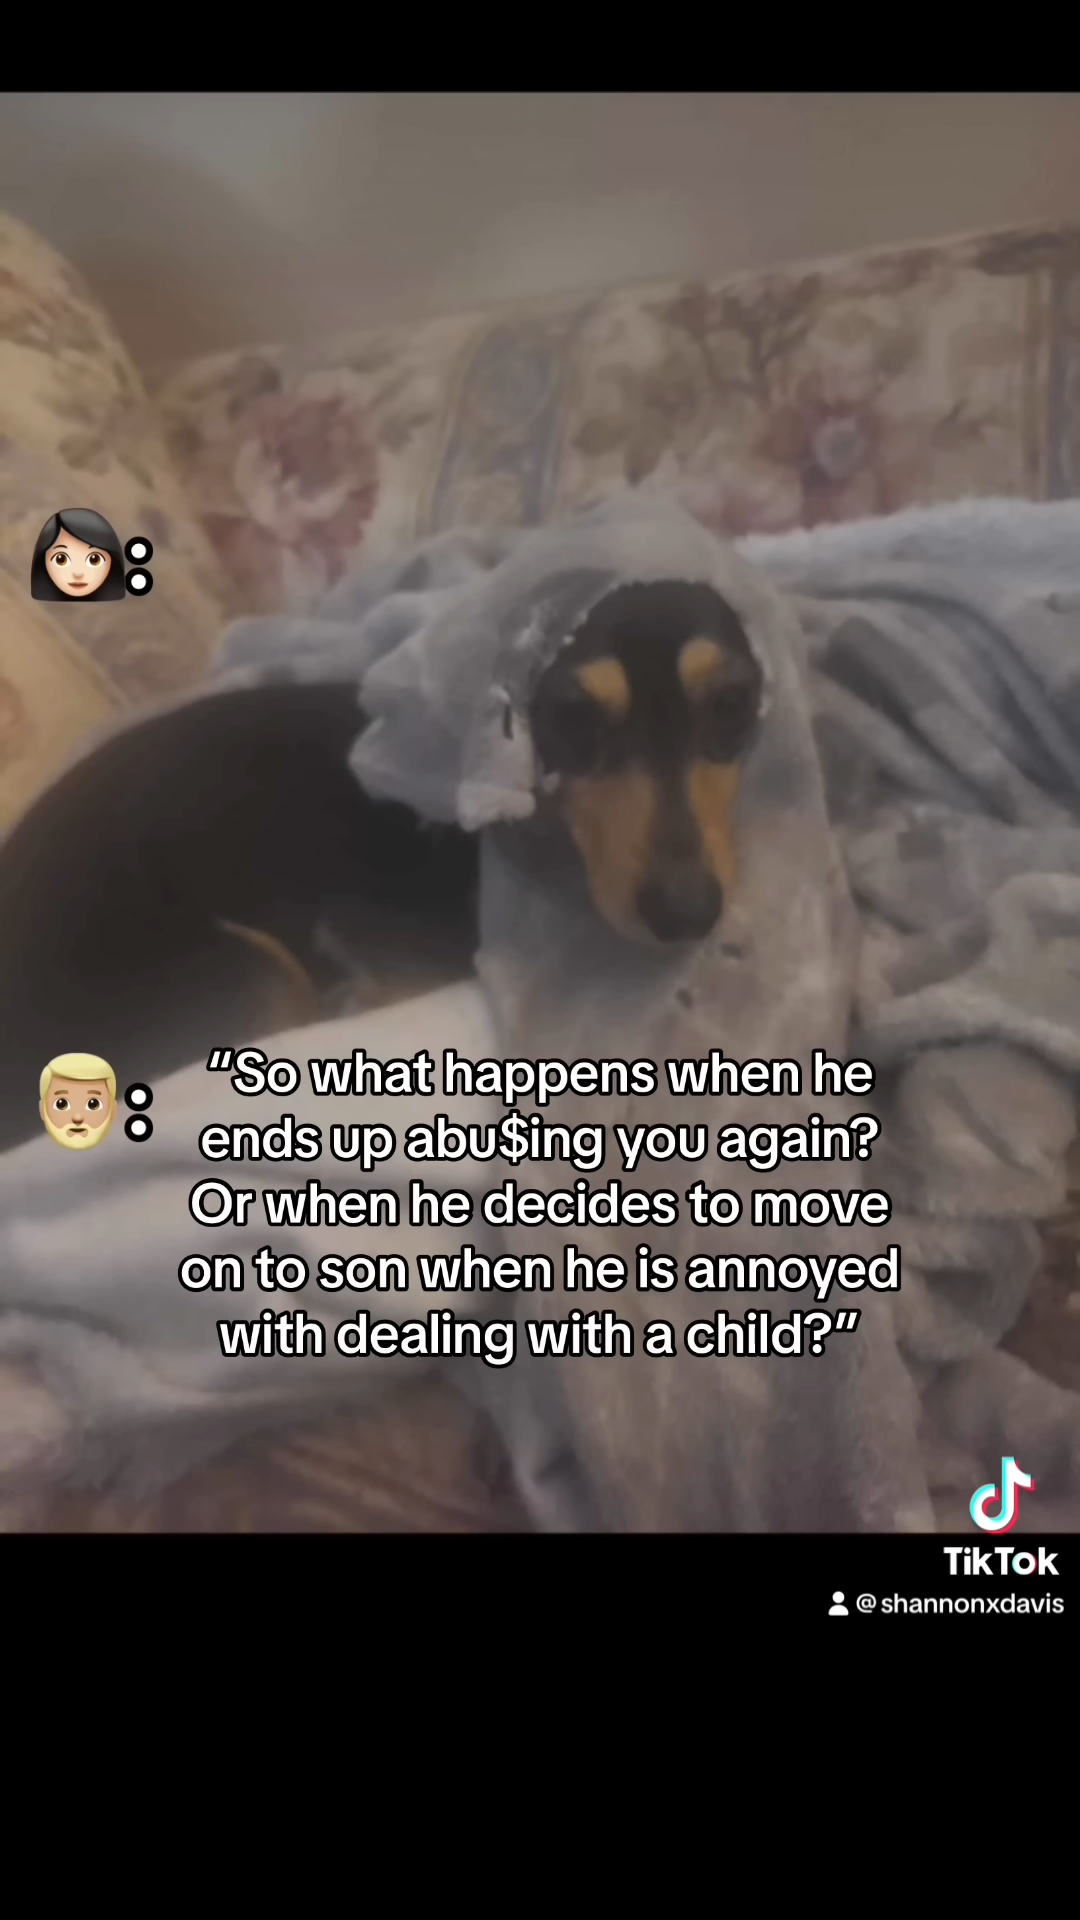 “So what happens when he
ends up abu$ing you again?
Or when he decides to move
on to son when he is annoyed
with dealing with a child?”
TikTok
@shannonxdavis